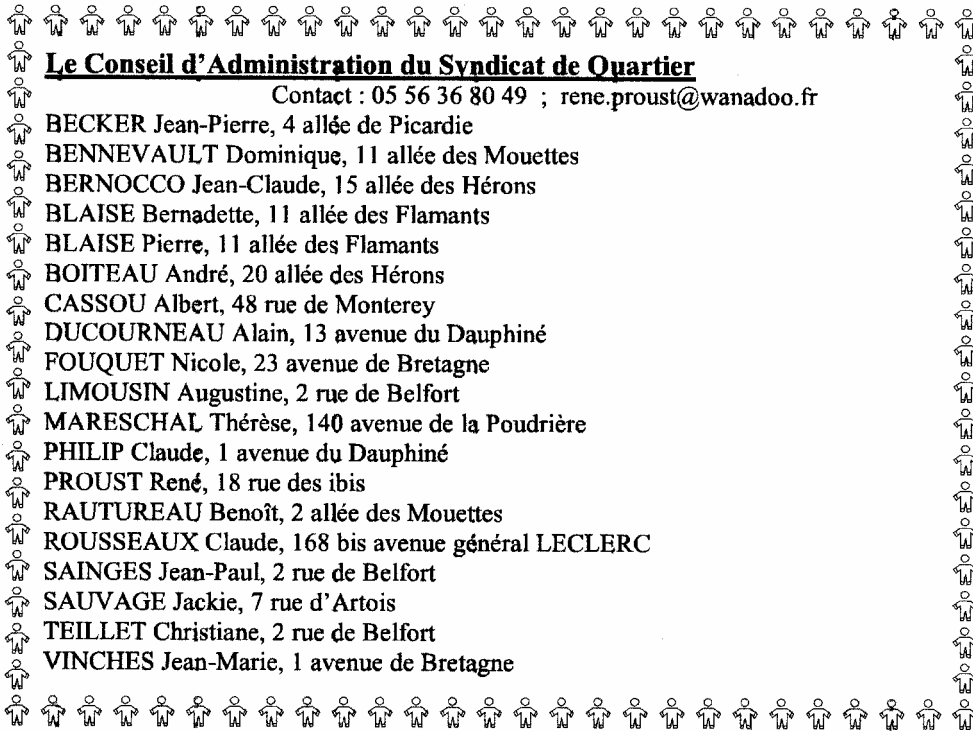 Le Conseil d'Administration du Syndicat de Quartier
Contact : 05 56 36 80 49 ; rene.proust@wanadoo.fr
BECKER Jean-Pierre, 4 allée de Picardie
BENNEVAULT Dominique, 11 allée des Mouettes
BERNOCCO Jean-Claude, 15 allée des Hérons
BLAISE Bernadette, 11 allée des Flamants
BLAISE Pierre, 11 allée des Flamants
BOITEAU André, 20 allée des Hérons
CASSOU Albert, 48 rue de Monterey
DUCOURNEAU Alain, 13 avenue du Dauphiné
FOUQUET Nicole, 23 avenue de Bretagne
LIMOUSIN Augustine, 2 rue de Belfort
MARESCHAL Thérèse, 140 avenue de la Poudrière
PHILIP Claude, 1 avenue du Dauphiné
PROUST René, 18 rue des ibis
RAUTUREAU Benoît, 2 allée des Mouettes
ROUSSEAUX Claude, 168 bis avenue général LECLERC
SAINGES Jean-Paul, 2 rue de Belfort
SAUVAGE Jackie, 7 rue d'Artois
TEILLET Christiane, 2 rue de Belfort
VINCHES Jean-Marie, 1 avenue de Bretagne